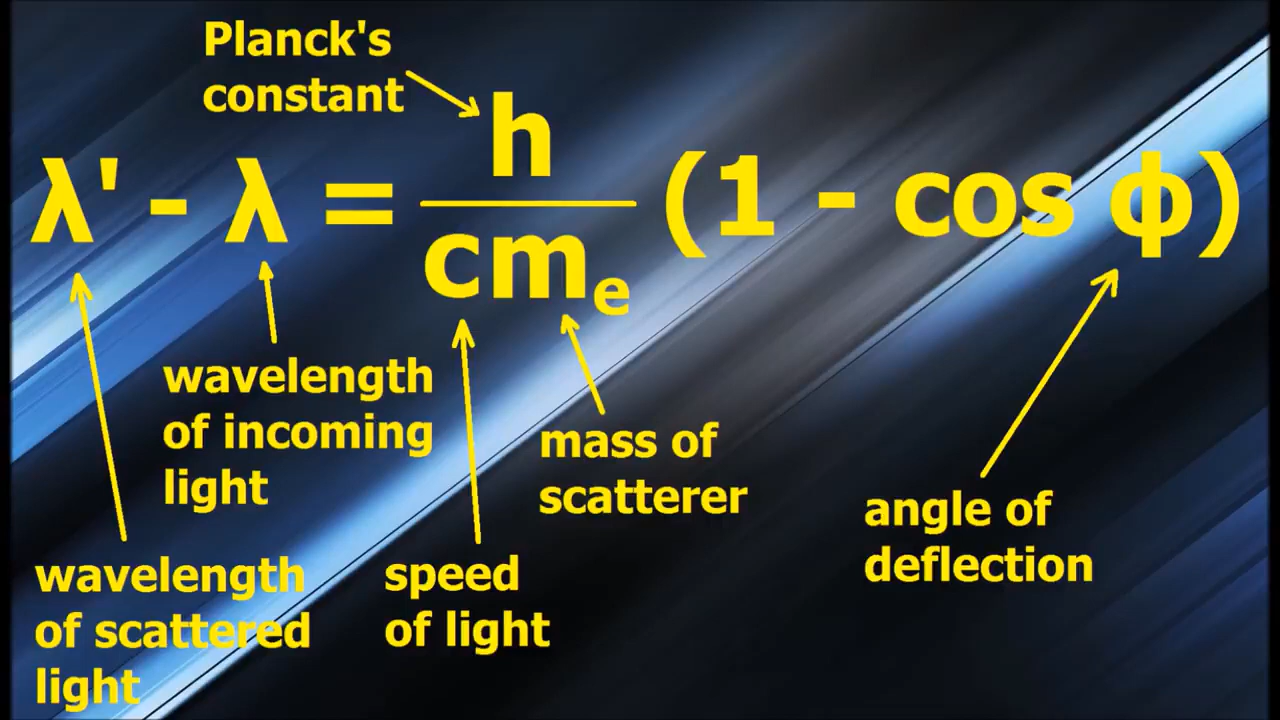 Planck's
constant
λ' - λ = h/cmₑ (1 - cos ϕ)
wavelength
of incoming
light
mass of
scatterer
angle of
deflection
wavelength
of scattered
light
speed
of light